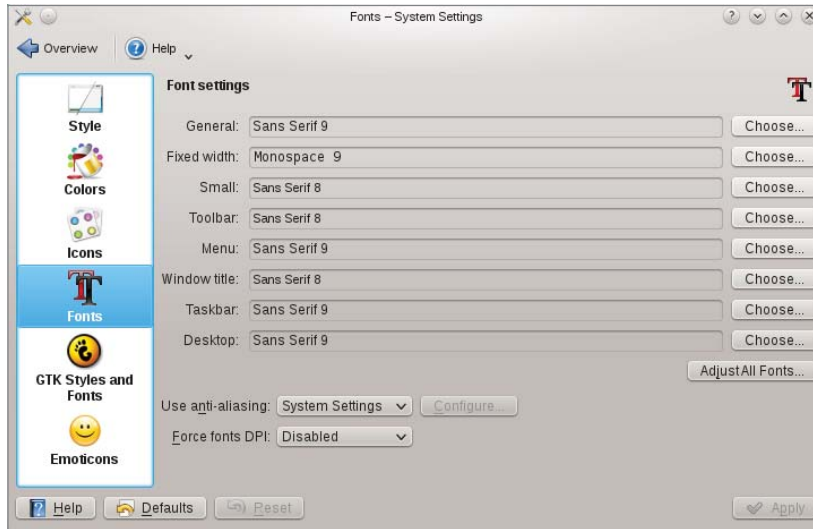 Fonts – System Settings
Overview Help
Font settings
Style
Colors
Icons
Fonts
GTK Styles and
Fonts
Emoticons
General: Sans Serif 9 Choose...
Fixed width: Monospace 9 Choose...
Small: Sans Serif 8 Choose...
Toolbar: Sans Serif 8 Choose...
Menu: Sans Serif 9 Choose...
Window title: Sans Serif 8 Choose...
Taskbar: Sans Serif 9 Choose...
Desktop: Sans Serif 9 Choose...
Adjust All Fonts...
Use anti-aliasing: System Settings Configure...
Force fonts DPI: Disabled
Help Defaults Reset Apply